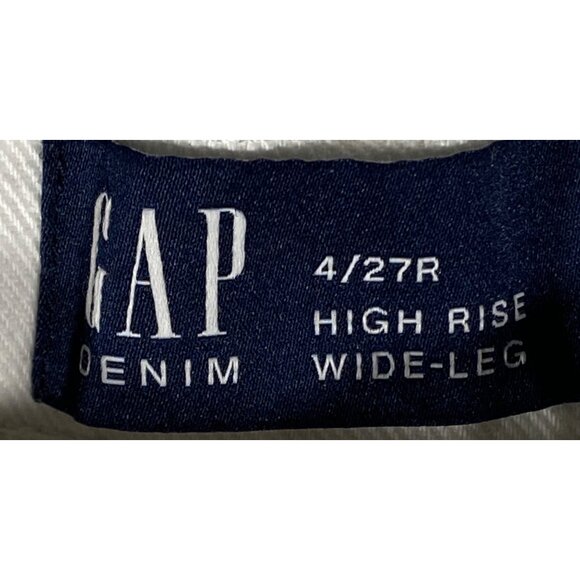 GAP
DENIM
4/27R
HIGH RISE
WIDE-LEG